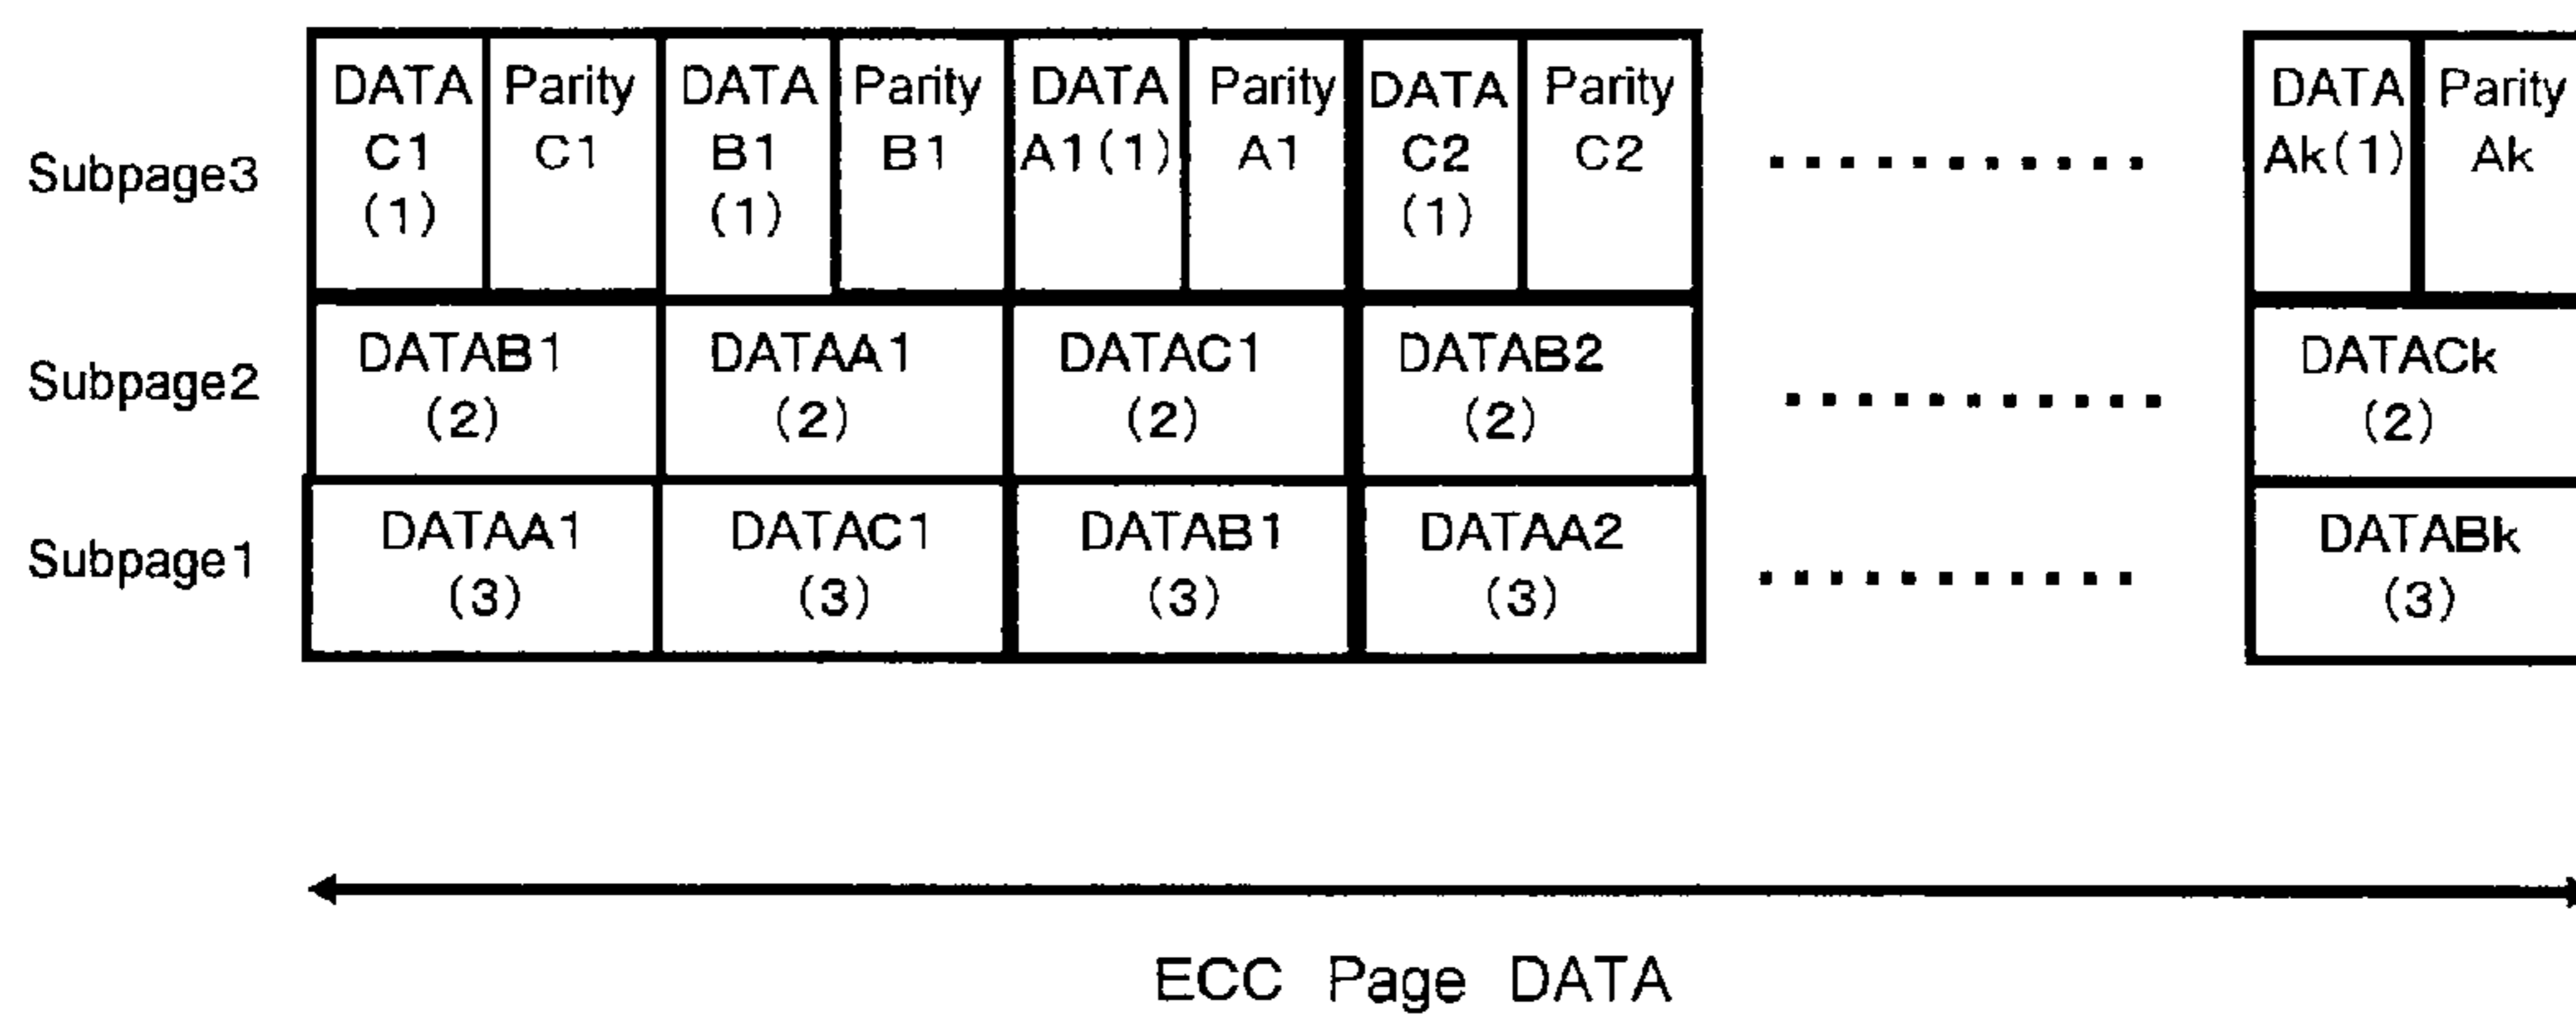 Subpage3
DATA C1 (1)
Parity C1
DATA B1 (1)
Parity B1
DATA A1(1)
Parity A1
DATA C2 (1)
Parity C2
DATA Ak(1)
Parity Ak
Subpage2
DATAB1 (2)
DATAA1 (2)
DATAC1 (2)
DATAB2 (2)
DATACk (2)
Subpage1
DATAA1 (3)
DATAC1 (3)
DATAB1 (3)
DATAA2 (3)
DATABk (3)
ECC Page DATA